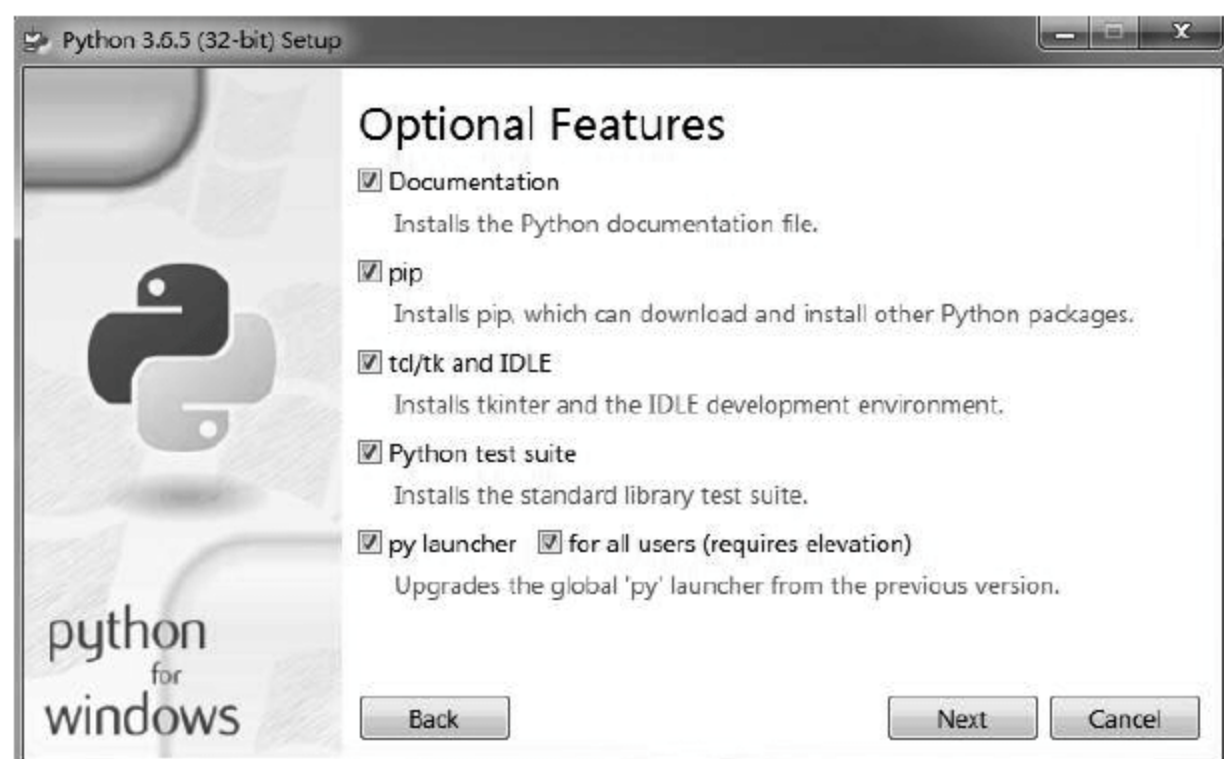 Python 3.6.5 (32-bit) Setup
Optional Features
Documentation
Installs the Python documentation file.
pip
Installs pip, which can download and install other Python packages.
tcl/tk and IDLE
Installs tkinter and the IDLE development environment.
Python test suite
Installs the standard library test suite.
py launcher for all users (requires elevation)
Upgrades the global 'py' launcher from the previous version.
python
for
windows
Back Next Cancel